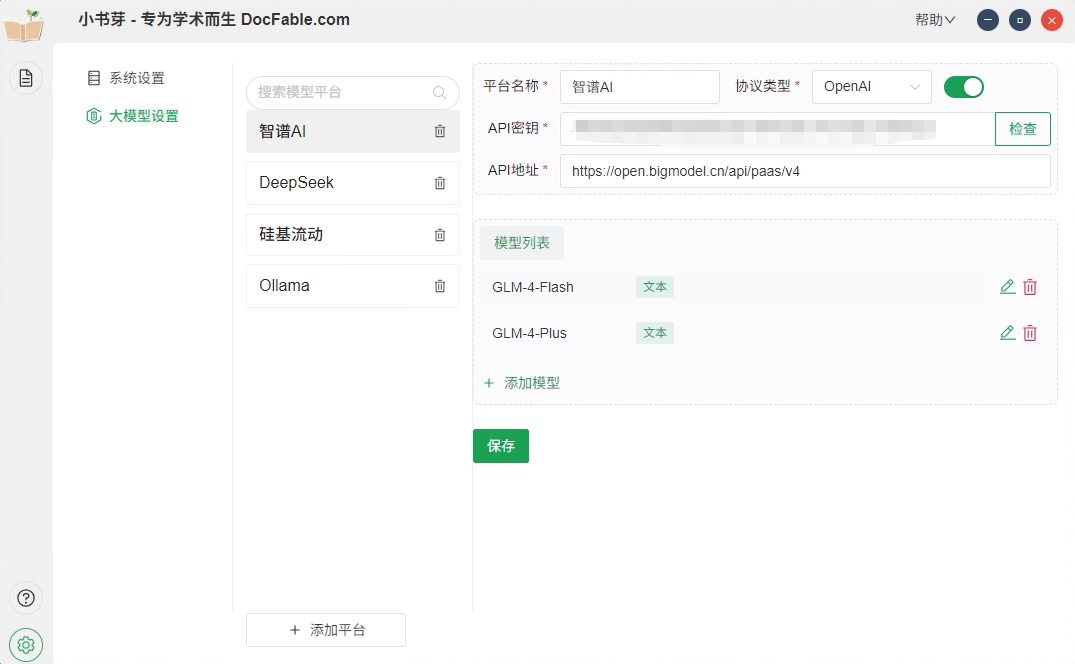 小书芽 - 专为学术而生 DocFable.com
帮助
系统设置
大模型设置
搜索模型平台
智谱AI
DeepSeek
硅基流动
Ollama
添加平台
平台名称 * 智谱AI 协议类型 * OpenAI
API密钥 * 检查
API地址 * https://open.bigmodel.cn/api/paas/v4
模型列表
GLM-4-Flash 文本
GLM-4-Plus 文本
+ 添加模型
保存